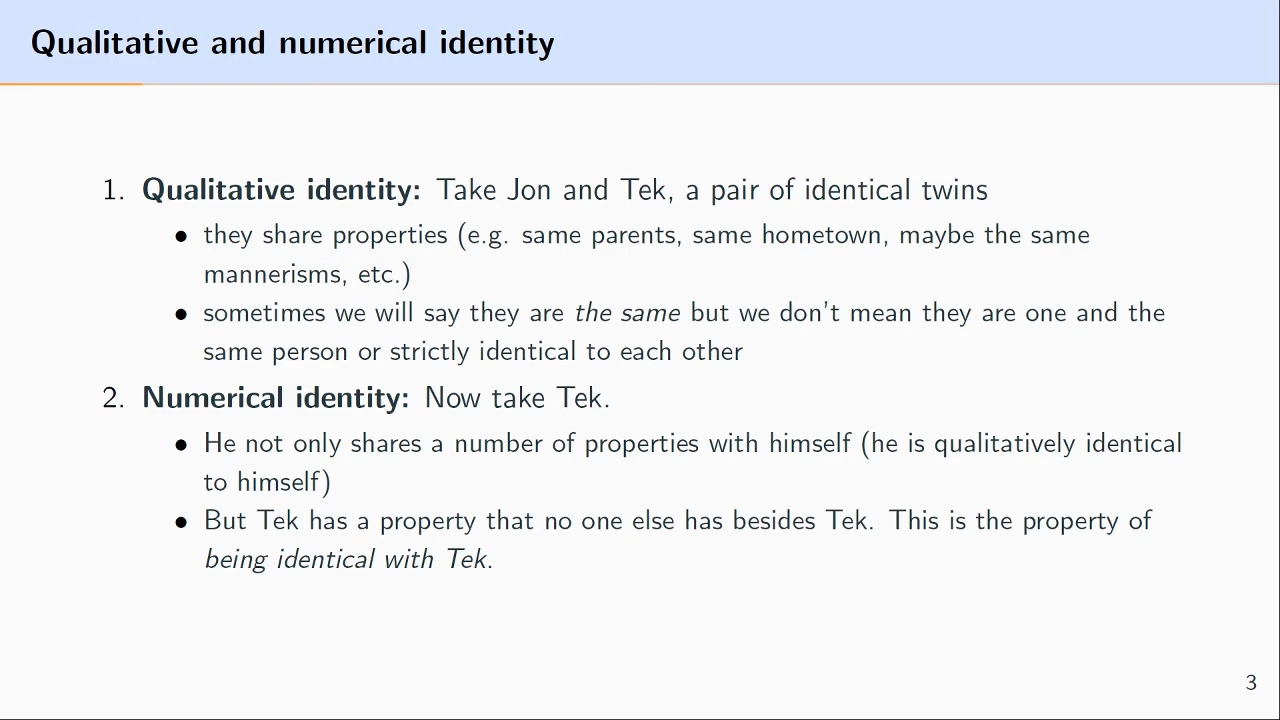 Qualitative and numerical identity
1. Qualitative identity: Take Jon and Tek, a pair of identical twins
• they share properties (e.g. same parents, same hometown, maybe the same
mannerisms, etc.)
• sometimes we will say they are the same but we don't mean they are one and the
same person or strictly identical to each other
2. Numerical identity: Now take Tek.
• He not only shares a number of properties with himself (he is qualitatively identical
to himself)
• But Tek has a property that no one else has besides Tek. This is the property of
being identical with Tek.
3